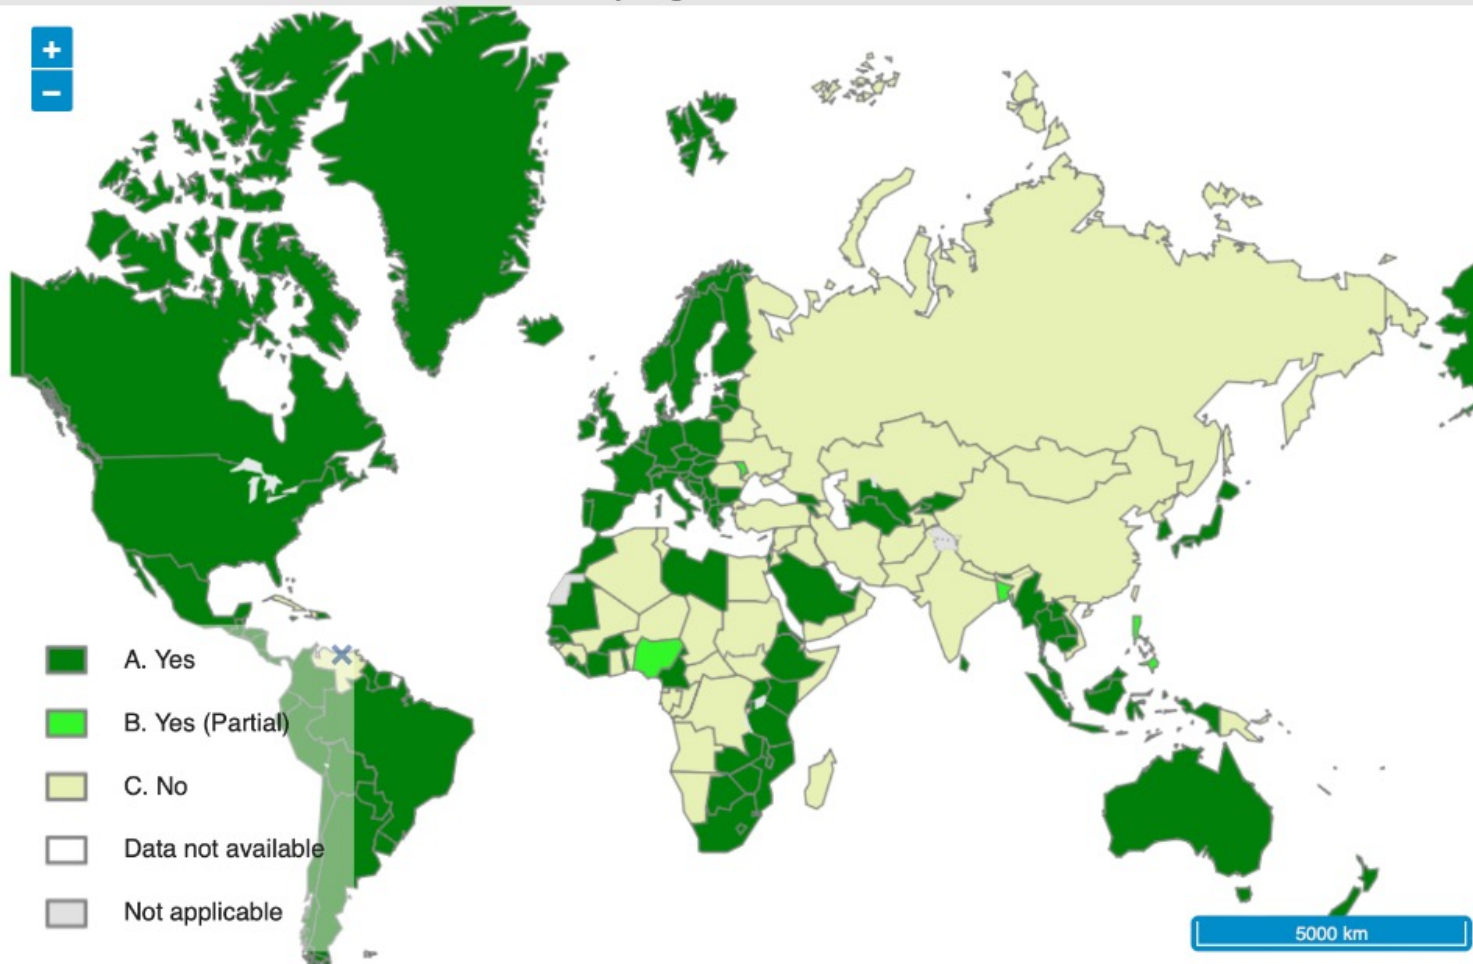 +
−
A. Yes
B. Yes (Partial)
C. No
Data not available
Not applicable
5000 km